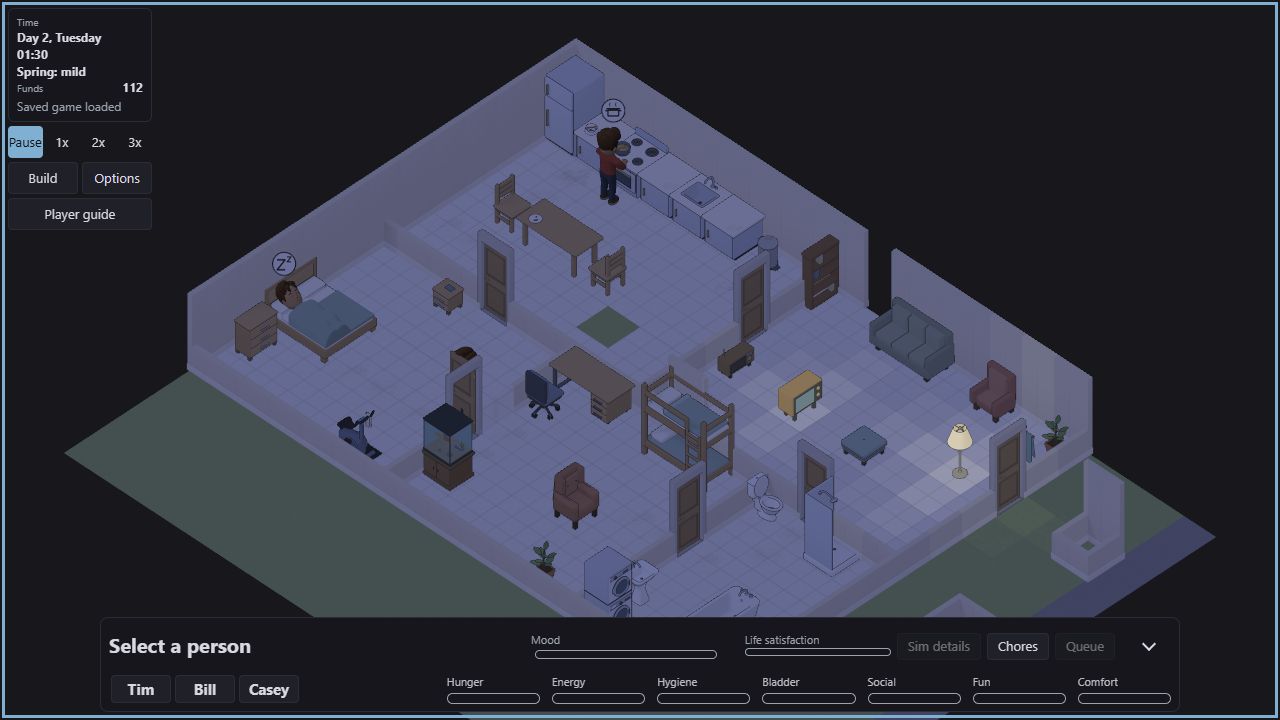 Time
Day 2, Tuesday
01:30
Spring: mild
Funds 112
Saved game loaded
Pause 1x 2x 3x
Build Options
Player guide
Zz
Select a person
Mood
Life satisfaction
Sim details
Chores
Queue
Tim
Bill
Casey
Hunger
Energy
Hygiene
Bladder
Social
Fun
Comfort